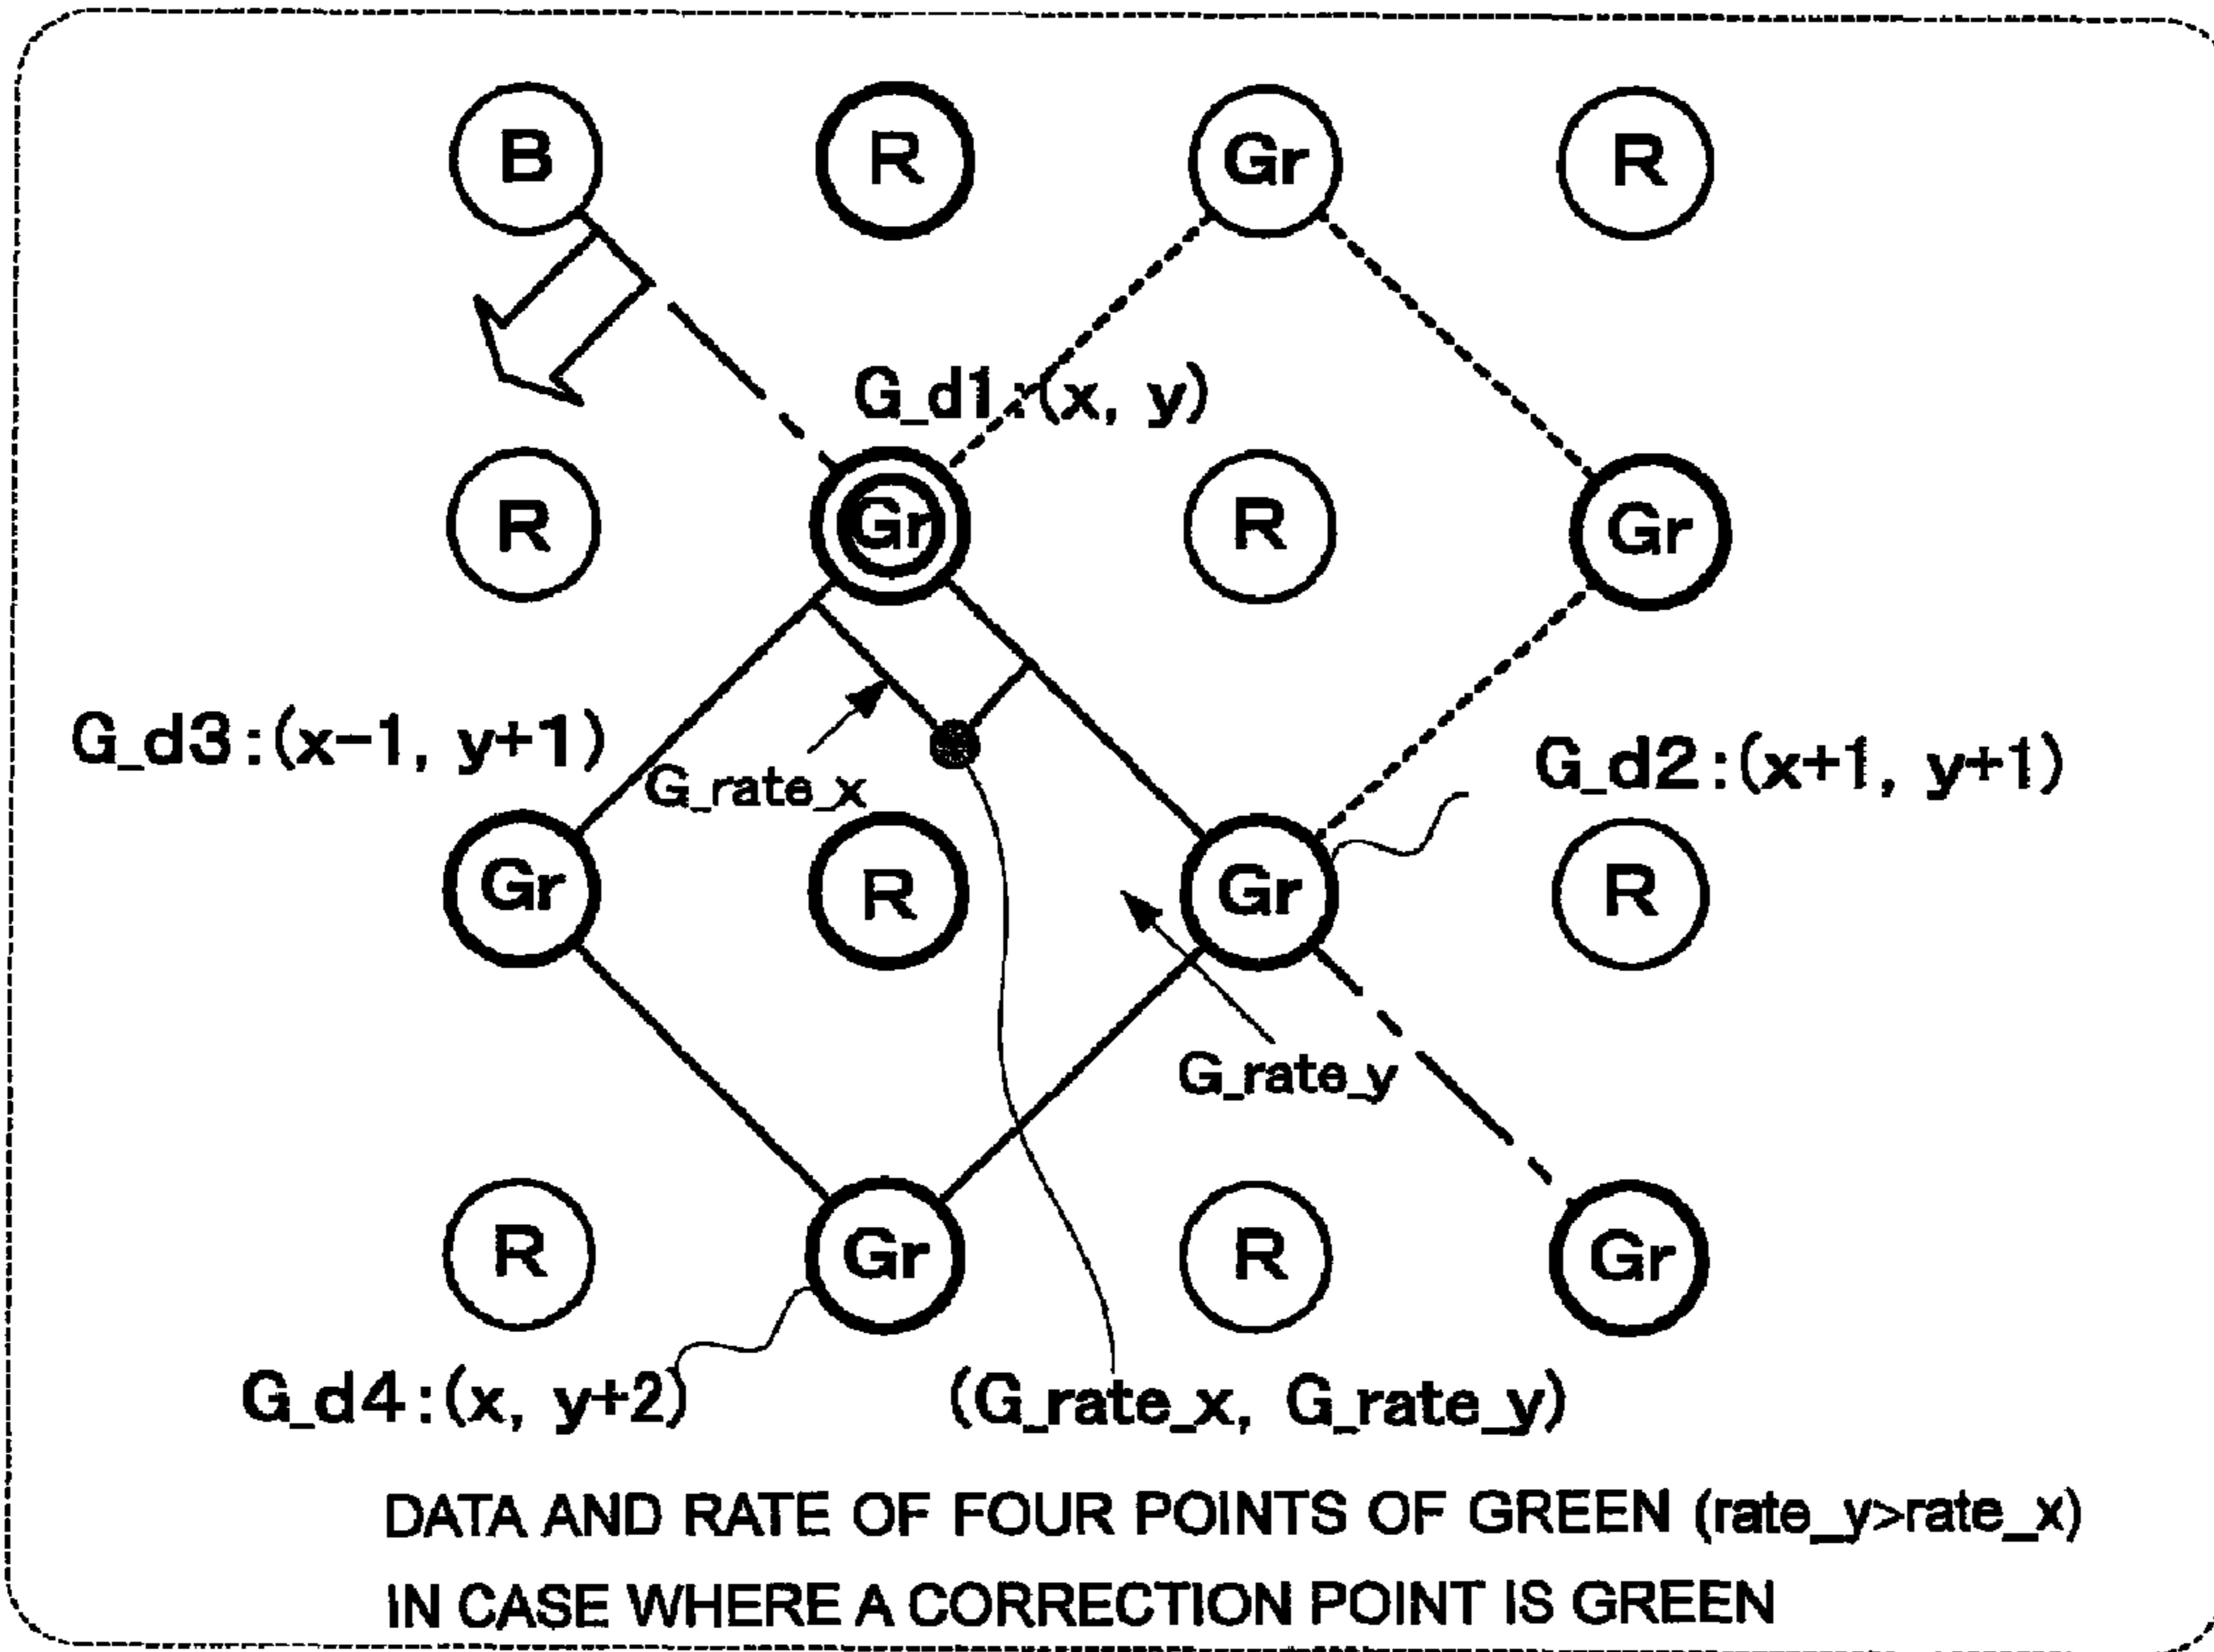 B R Gr R
G_d1:(x, y)
R Gr R Gr
G_d3:(x-1, y+1)
G_d2:(x+1, y+1)
G_rate_x
Gr R Gr R
G_rate_y
R Gr R Gr
G_d4:(x, y+2)
(G_rate_x, G_rate_y)
DATA AND RATE OF FOUR POINTS OF GREEN (rate_y>rate_x)
IN CASE WHERE A CORRECTION POINT IS GREEN